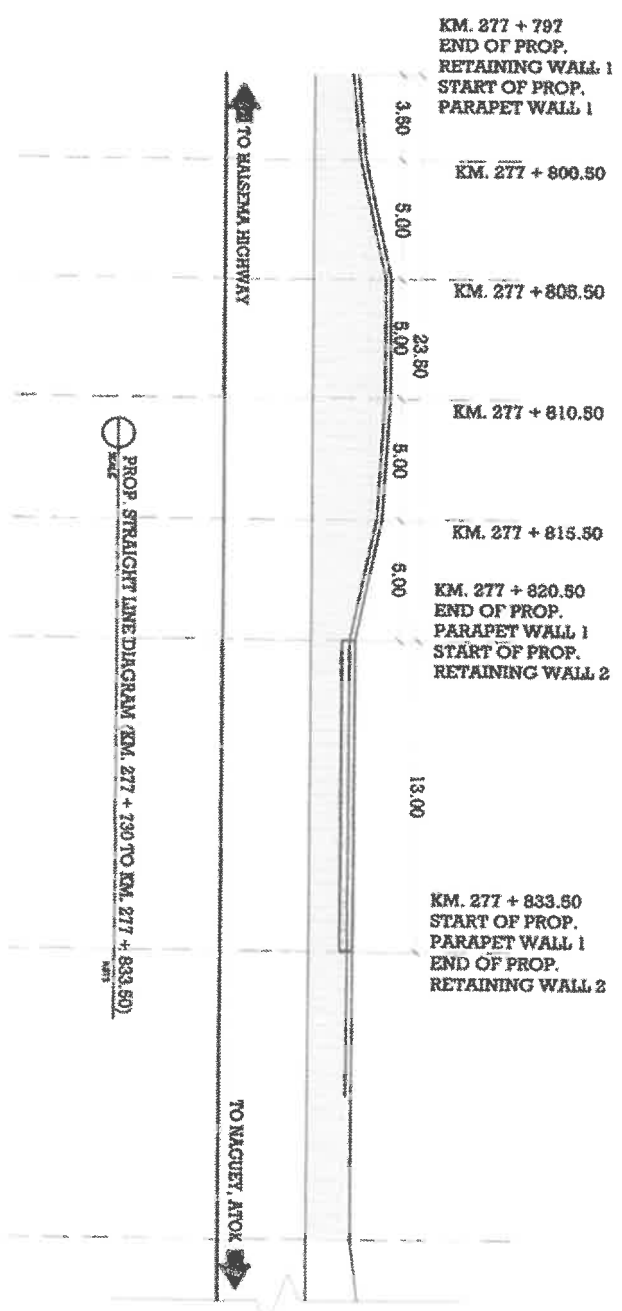 KM. 277 + 797
END OF PROP.
RETAINING WALL 1
START OF PROP.
PARAPET WALL 1
KM. 277 + 800.50
KM. 277 + 805.50
KM. 277 + 810.50
KM. 277 + 815.50
KM. 277 + 820.50
END OF PROP.
PARAPET WALL 1
START OF PROP.
RETAINING WALL 2
KM. 277 + 833.50
START OF PROP.
PARAPET WALL 1
END OF PROP.
RETAINING WALL 2
3.50
5.00
5.00
23.50
5.00
5.00
13.00
TO HALSEMA HIGHWAY
TO NAGUEY, ATOK
PROP. STRAIGHT LINE DIAGRAM (KM. 277 + 730 TO KM. 277 + 833.50)
SCALE
NTS